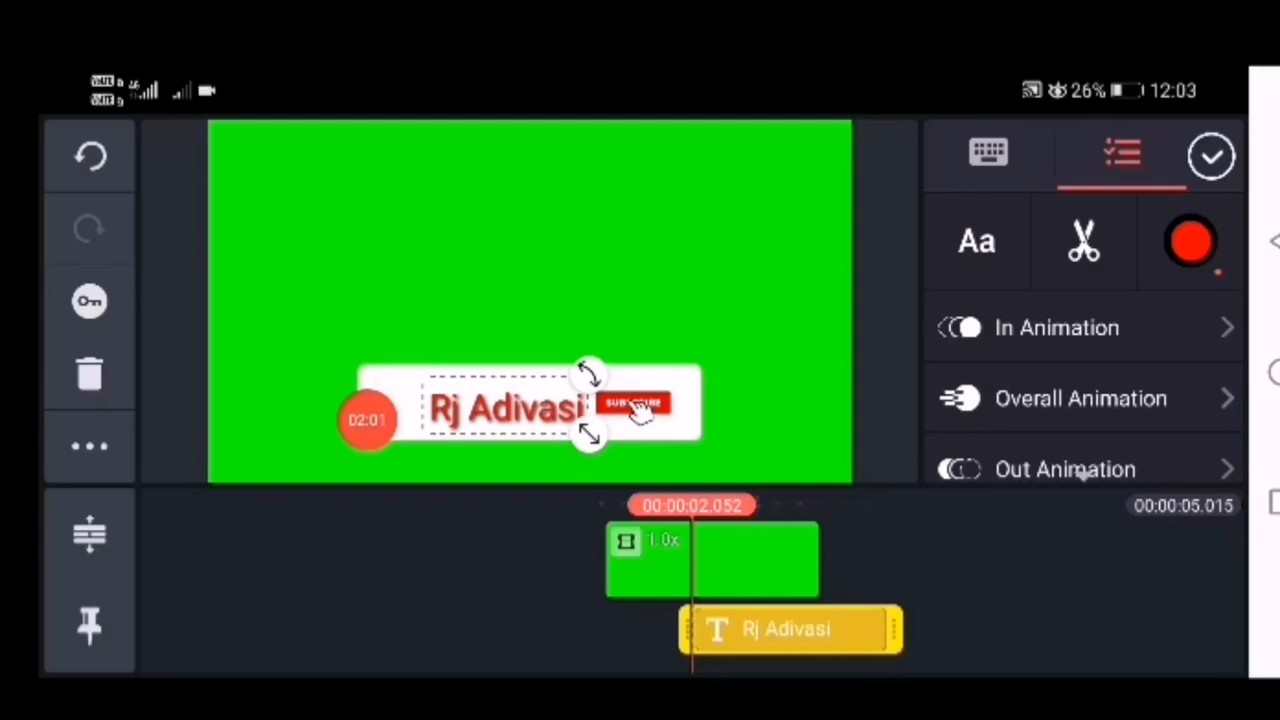 26% 12:03
Aa
In Animation
Rj Adivasi
SUBSCRIBE
02:01
Overall Animation
Out Animation
00:00:02.052
00:00:05.015
1.0x
T Rj Adivasi